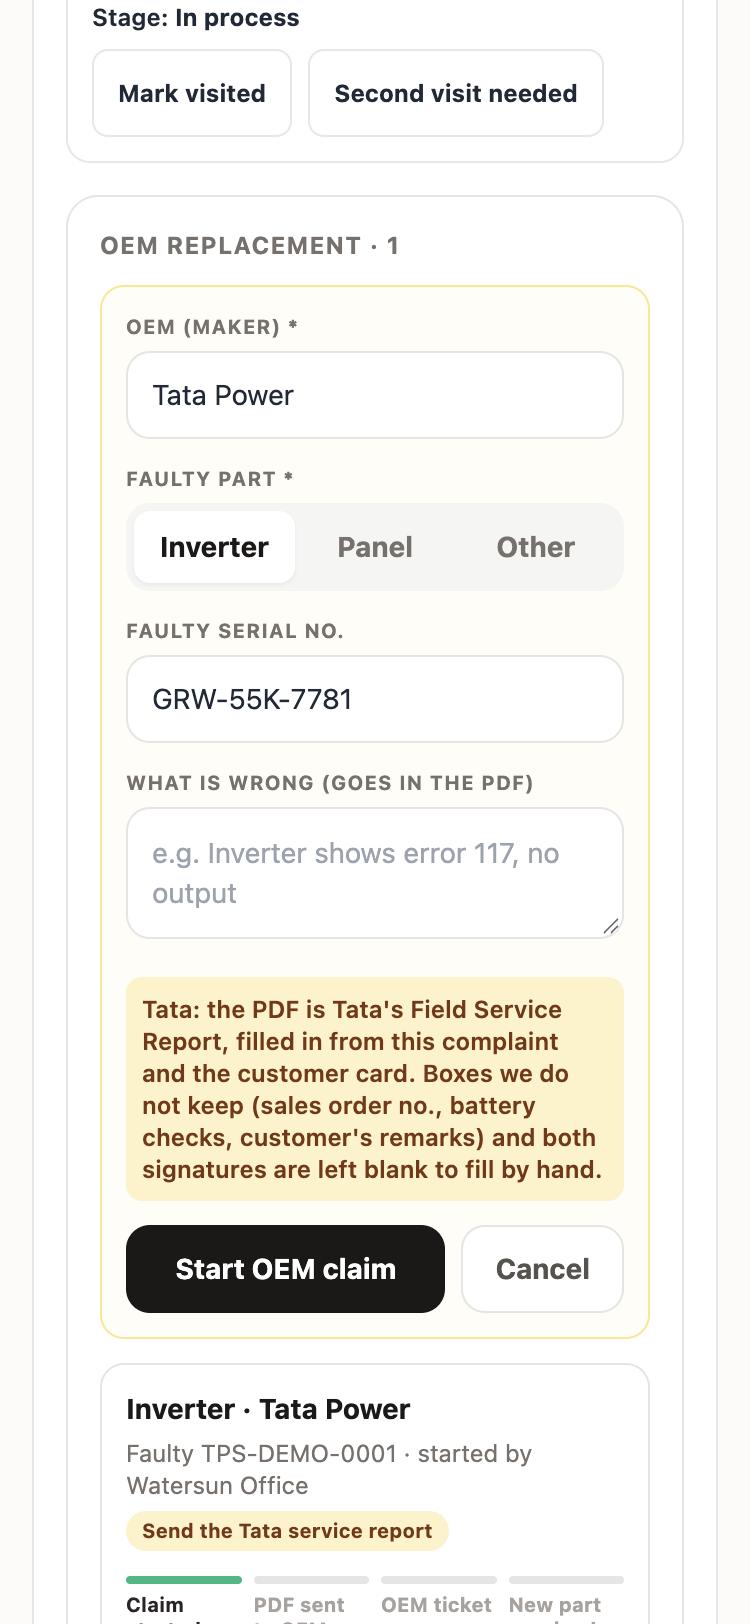 Stage: In process
Mark visited
Second visit needed
OEM REPLACEMENT · 1
OEM (MAKER) *
Tata Power
FAULTY PART *
Inverter
Panel
Other
FAULTY SERIAL NO.
GRW-55K-7781
WHAT IS WRONG (GOES IN THE PDF)
e.g. Inverter shows error 117, no
output
Tata: the PDF is Tata's Field Service
Report, filled in from this complaint
and the customer card. Boxes we do
not keep (sales order no., battery
checks, customer's remarks) and both
signatures are left blank to fill by hand.
Start OEM claim
Cancel
Inverter · Tata Power
Faulty TPS-DEMO-0001 · started by
Watersun Office
Send the Tata service report
Claim
PDF sent
OEM ticket
New part